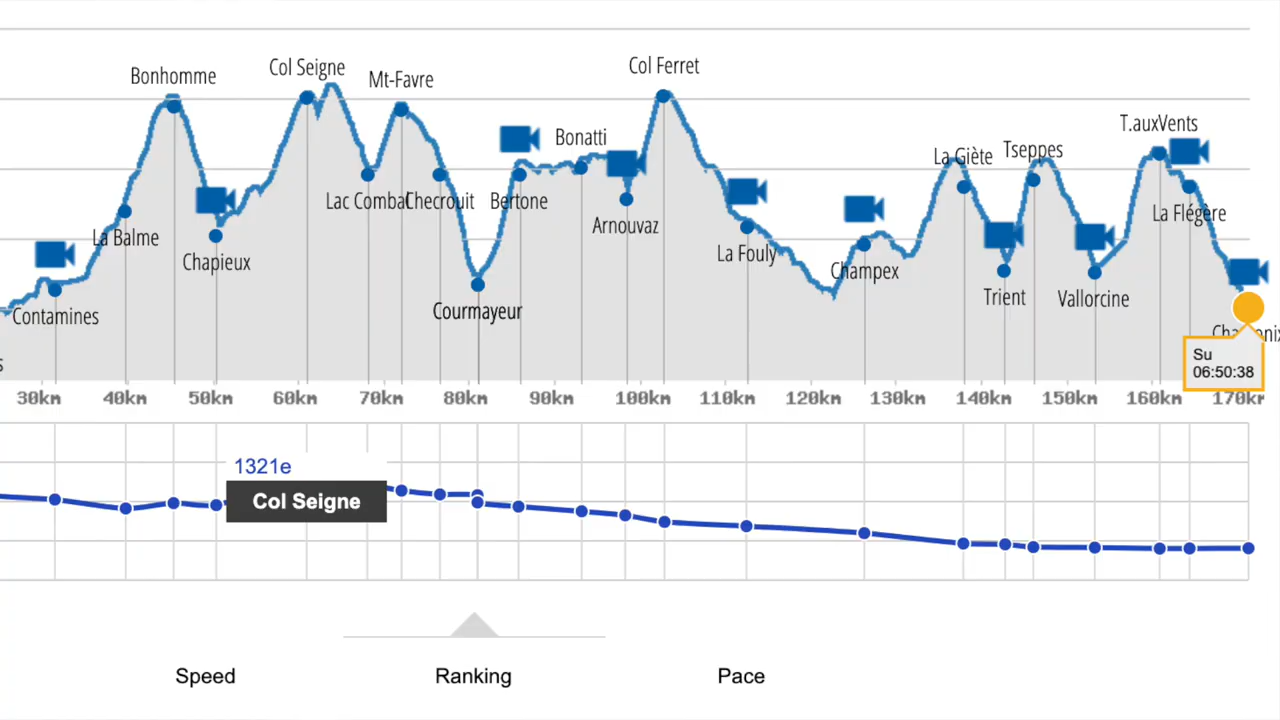 Bonhomme
Col Seigne
Mt-Favre
Col Ferret
Bonatti
T.auxVents
La Giète
Tseppes
La Balme
Lac Combal
Checrouit
Bertone
Arnouvaz
La Flégère
Chapieux
La Fouly
Champex
Contamines
Courmayeur
Trient
Vallorcine
Su
06:50:38
30km 40km 50km 60km 70km 80km 90km 100km 110km 120km 130km 140km 150km 160km
1321e
Col Seigne
Speed Ranking Pace